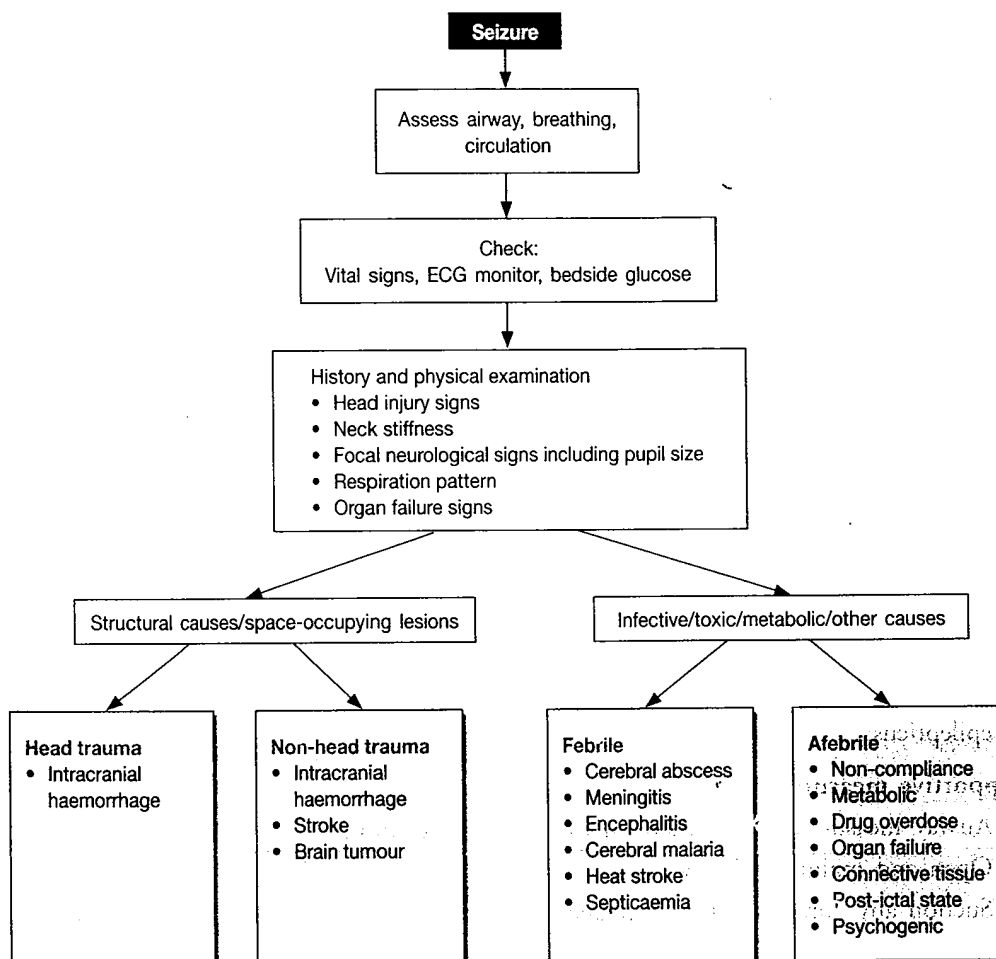 Seizure
Assess airway, breathing,
circulation
Check:
Vital signs, ECG monitor, bedside glucose
History and physical examination
• Head injury signs
• Neck stiffness
• Focal neurological signs including pupil size
• Respiration pattern
• Organ failure signs
Structural causes/space-occupying lesions
Infective/toxic/metabolic/other causes
Head trauma
• Intracranial
haemorrhage
Non-head trauma
• Intracranial
haemorrhage
• Stroke
• Brain tumour
Febrile
• Cerebral abscess
• Meningitis
• Encephalitis
• Cerebral malaria
• Heat stroke
• Septicaemia
Afebrile
• Non-compliance
• Metabolic
• Drug overdose
• Organ failure
• Connective tissue
• Post-ictal state
• Psychogenic